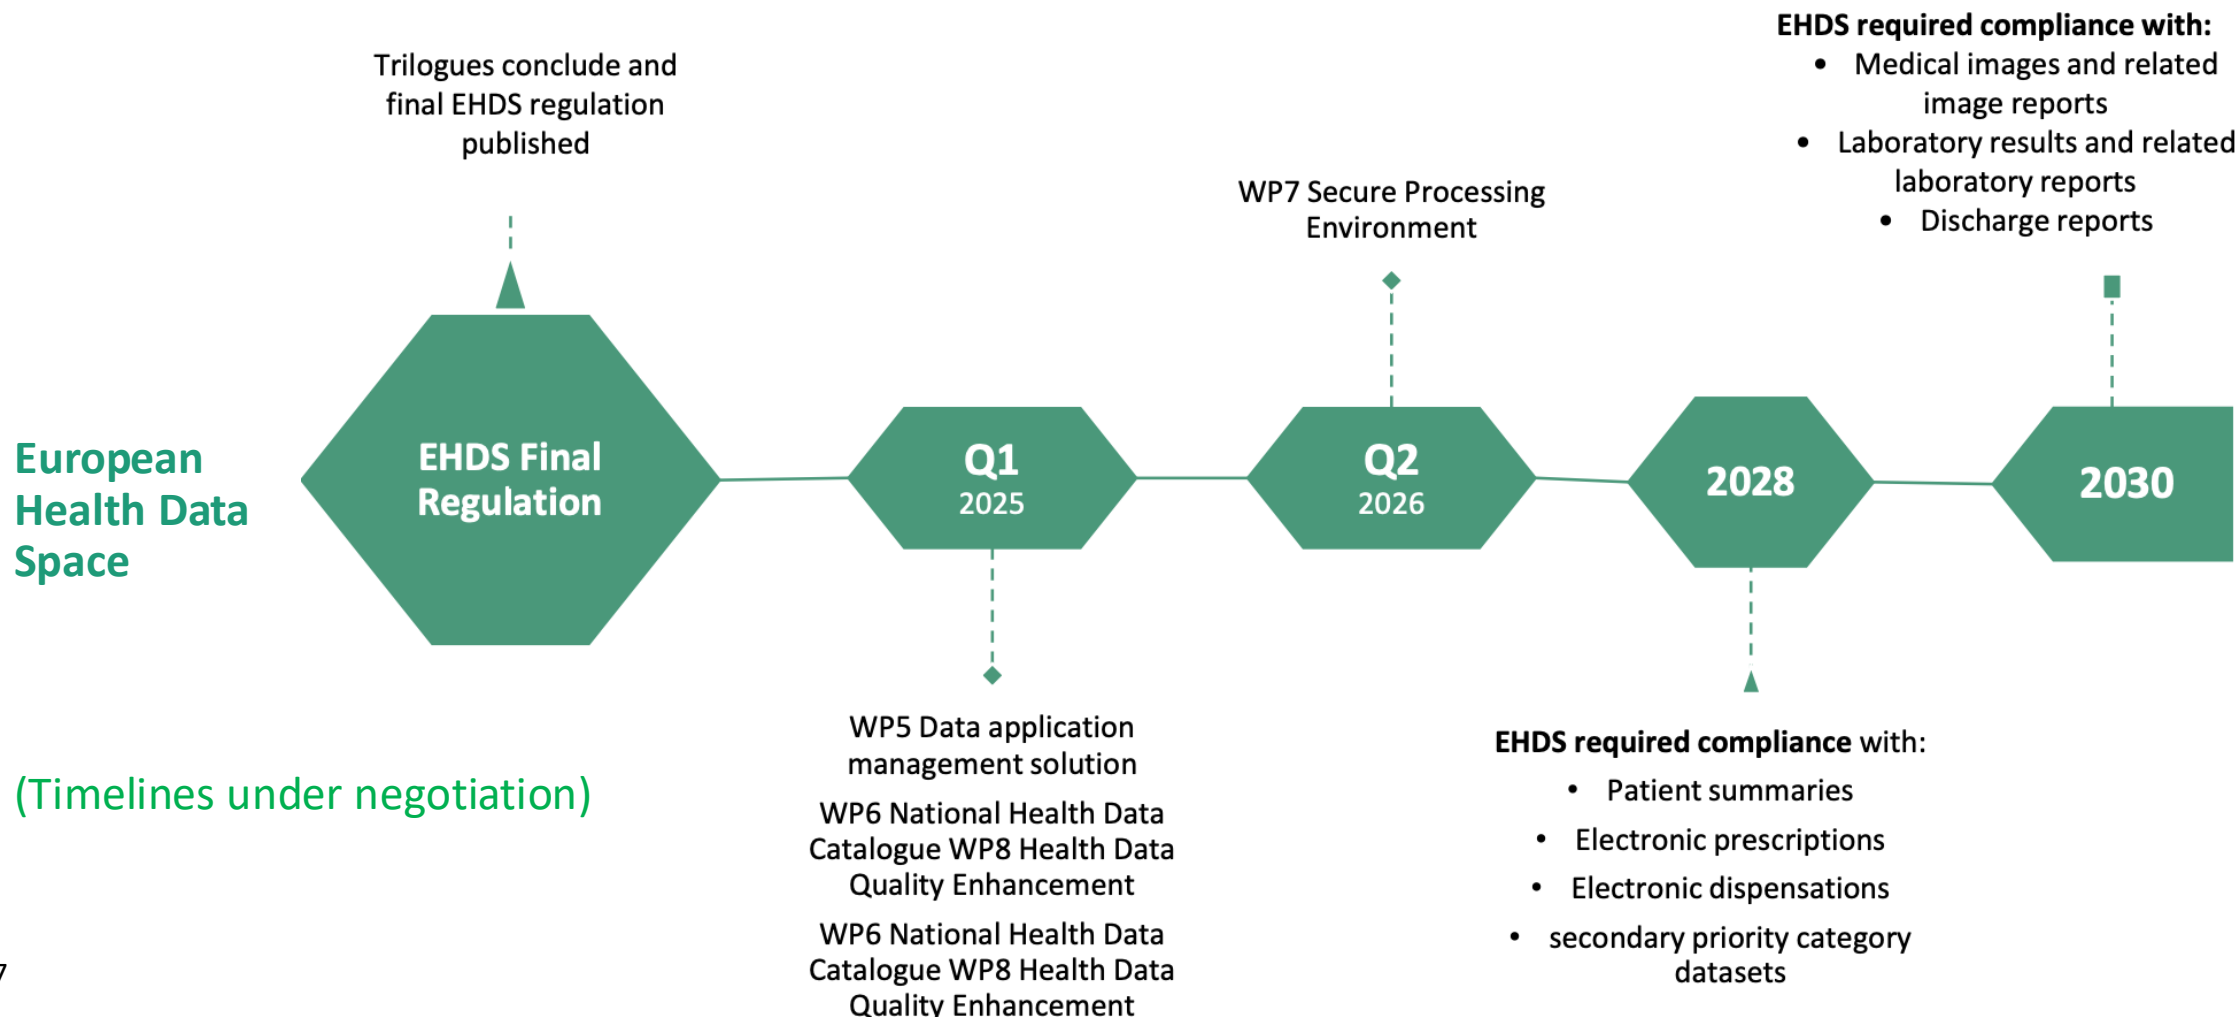 Trilogues conclude and
final EHDS regulation
published
EHDS required compliance with:
• Medical images and related
image reports
• Laboratory results and related
laboratory reports
• Discharge reports
WP7 Secure Processing
Environment
European
Health Data
Space
EHDS Final
Regulation
Q1
2025
Q2
2026
2028
2030
(Timelines under negotiation)
WP5 Data application
management solution
WP6 National Health Data
Catalogue WP8 Health Data
Quality Enhancement
WP6 National Health Data
Catalogue WP8 Health Data
Quality Enhancement
EHDS required compliance with:
• Patient summaries
• Electronic prescriptions
• Electronic dispensations
• secondary priority category
datasets
7